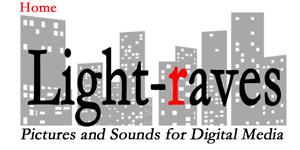 Home
Light-raves
Pictures and Sounds for Digital Media